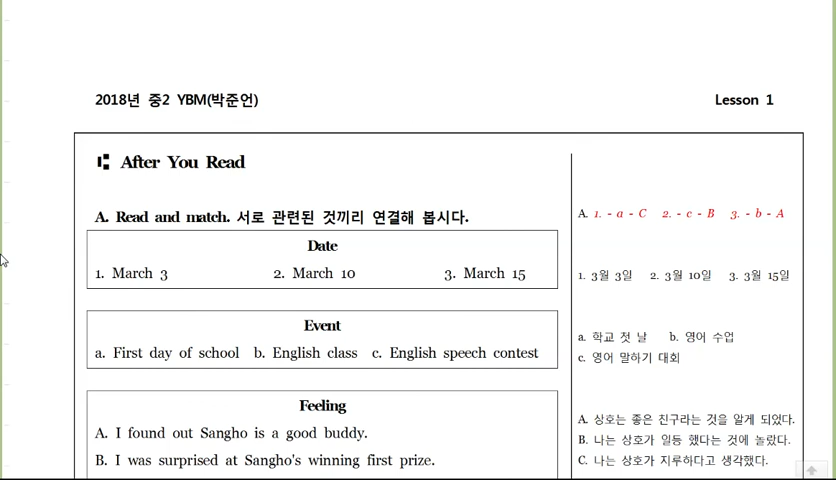 2018년 중2 YBM(박준언)
Lesson 1
After You Read
A. Read and match. 서로 관련된 것끼리 연결해 봅시다.
Date
1. March 3 2. March 10 3. March 15
Event
a. First day of school b. English class c. English speech contest
Feeling
A. I found out Sangho is a good buddy.
B. I was surprised at Sangho's winning first prize.
A. 1. - a - C 2. - c - B 3. - b - A
1. 3월 3일 2. 3월 10일 3. 3월 15일
a. 학교 첫 날 b. 영어 수업
c. 영어 말하기 대회
A. 상호는 좋은 친구라는 것을 알게 되었다.
B. 나는 상호가 일등 했다는 것에 놀랐다.
C. 나는 상호가 지루하다고 생각했다.